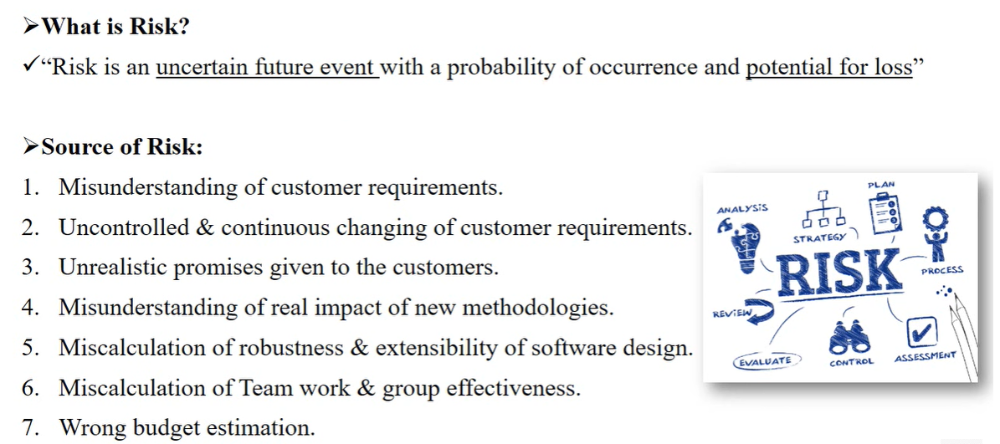 ➢What is Risk?
✓“Risk is an uncertain future event with a probability of occurrence and potential for loss”
➢Source of Risk:
1. Misunderstanding of customer requirements.
2. Uncontrolled & continuous changing of customer requirements.
3. Unrealistic promises given to the customers.
4. Misunderstanding of real impact of new methodologies.
5. Miscalculation of robustness & extensibility of software design.
6. Miscalculation of Team work & group effectiveness.
7. Wrong budget estimation.
PLAN
ANALYSiS
STRATEGY
RISK
PROCESS
REViEW
EVALUATE
CONTROL
ASSESSMENT